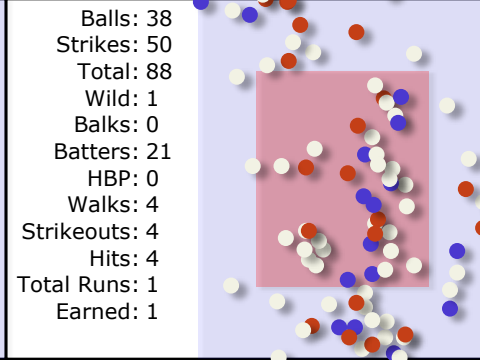 Balls: 38
Strikes: 50
Total: 88
Wild: 1
Balks: 0
Batters: 21
HBP: 0
Walks: 4
Strikeouts: 4
Hits: 4
Total Runs: 1
Earned: 1